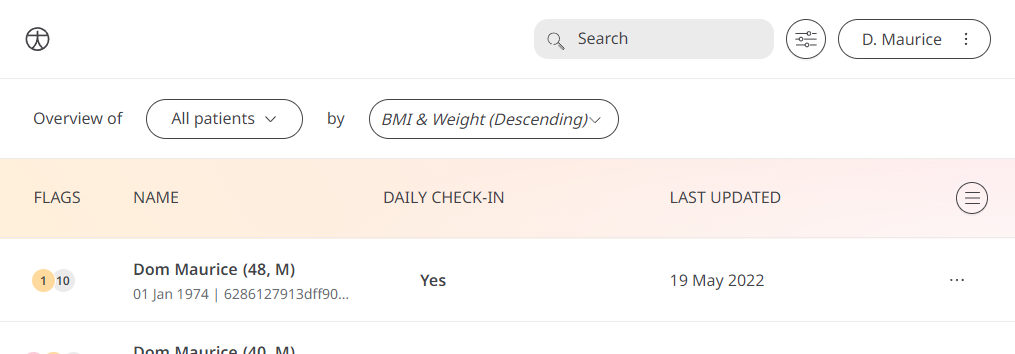 Search
D. Maurice
Overview of All patients by BMI & Weight (Descending)
FLAGS NAME DAILY CHECK-IN LAST UPDATED
1 10 Dom Maurice (48, M) Yes 19 May 2022 ...
01 Jan 1974 | 6286127913dff90...
Dom Maurice (40, M)